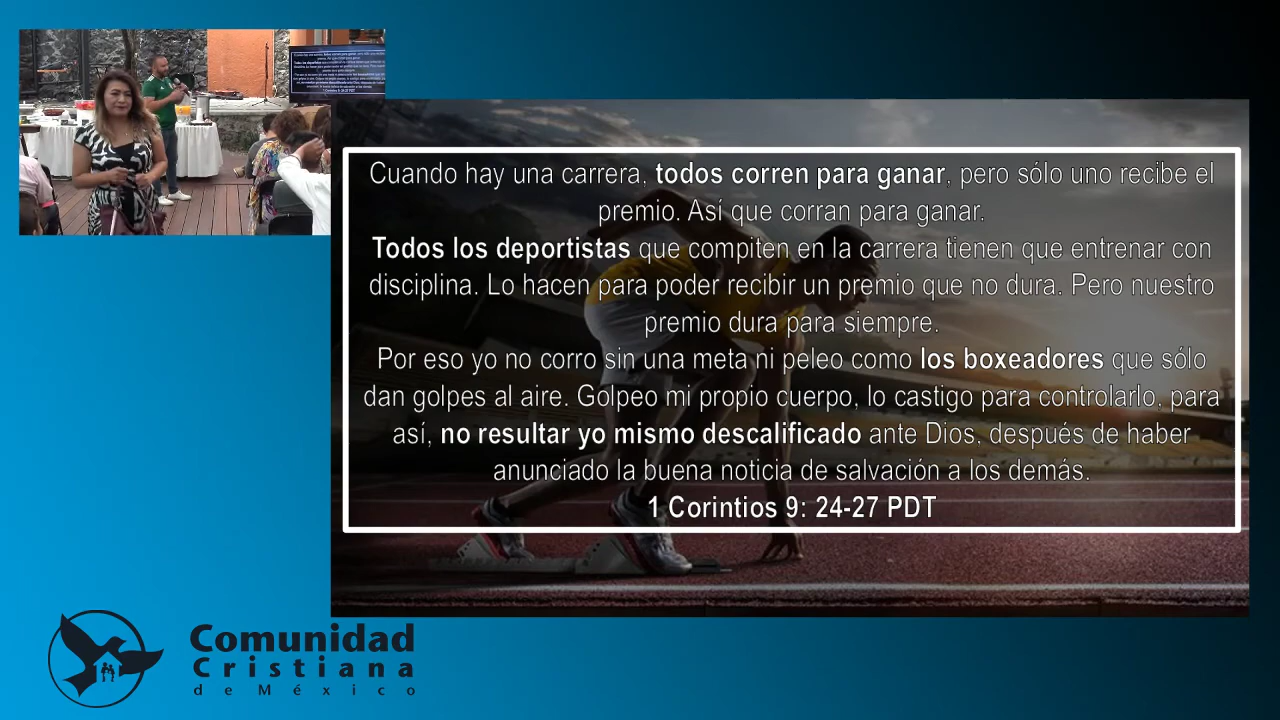 Cuando hay una carrera, todos corren para ganar, pero sólo uno recibe el
premio. Así que corran para ganar.
Todos los deportistas que compiten en la carrera tienen que entrenar con
disciplina. Lo hacen para poder recibir un premio que no dura. Pero nuestro
premio dura para siempre.
Por eso yo no corro sin una meta ni peleo como los boxeadores que sólo
dan golpes al aire. Golpeo mi propio cuerpo, lo castigo para controlarlo, para
así, no resultar yo mismo descalificado ante Dios, después de haber
anunciado la buena noticia de salvación a los demás.
1 Corintios 9: 24-27 PDT
Comunidad
Cristiana
de México